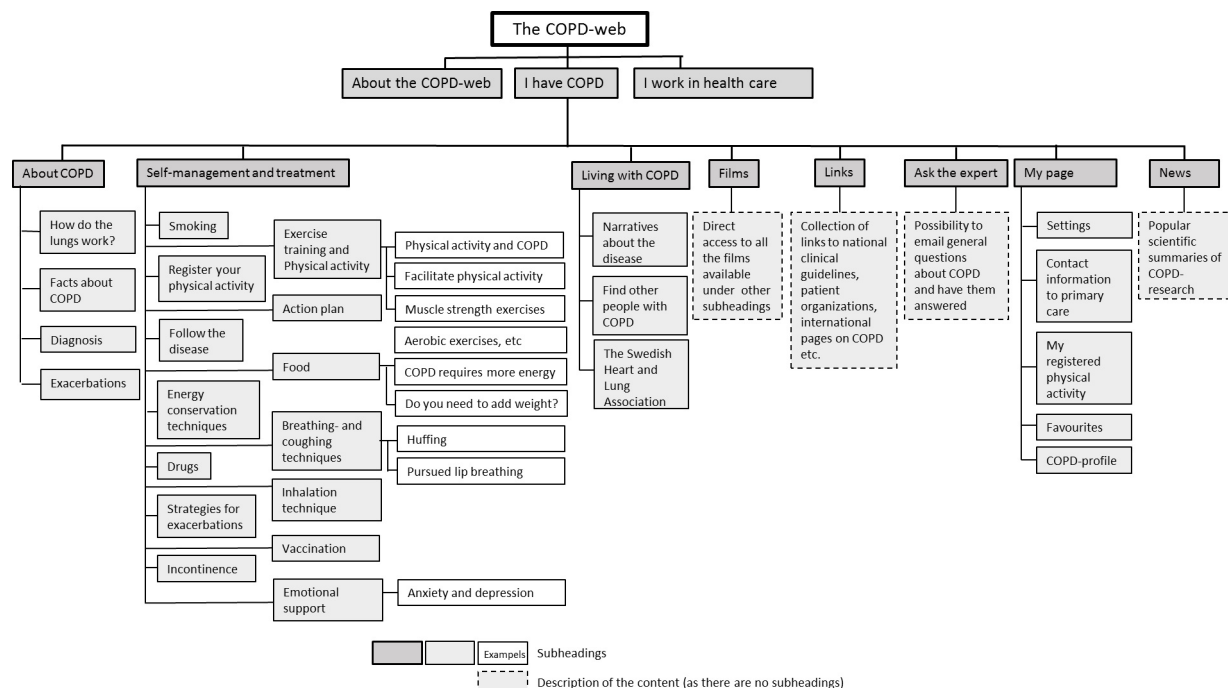 The COPD-web
About the COPD-web
I have COPD
I work in health care
About COPD
Self-management and treatment
Living with COPD
Films
Links
Ask the expert
My page
News
How do the
lungs work?
Facts about
COPD
Diagnosis
Exacerbations
Smoking
Register your
physical activity
Follow the
disease
Energy
conservation
techniques
Drugs
Strategies for
exacerbations
Incontinence
Exercise
training and
Physical activity
Action plan
Food
Breathing- and
coughing
techniques
Inhalation
technique
Vaccination
Emotional
support
Physical activity and COPD
Facilitate physical activity
Muscle strength exercises
Aerobic exercises, etc
COPD requires more energy
Do you need to add weight?
Huffing
Pursued lip breathing
Anxiety and depression
Narratives
about the
disease
Find other
people with
COPD
The Swedish
Heart and
Lung
Association
Direct
access to all
the films
available
under other
subheadings
Collection of
links to national
clinical
guidelines,
patient
organizations,
international
pages on COPD
etc.
Possibility to
email general
questions
about COPD
and have them
answered
Settings
Contact
information
to primary
care
My
registered
physical
activity
Favourites
COPD-profile
Popular
scientific
summaries of
COPD-
research
Exampels
Subheadings
Description of the content (as there are no subheadings)